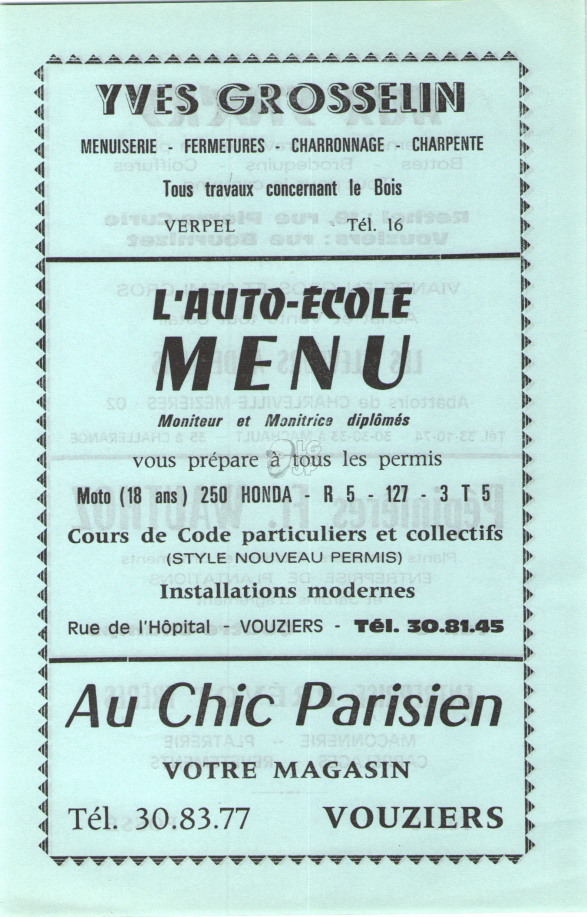 YVES GROSSELIN
MENUISERIE - FERMETURES - CHARRONNAGE - CHARPENTE
Tous travaux concernant le Bois
VERPEL Tél. 16
L'AUTO-ÉCOLE
MENU
Moniteur et Monitrice diplômés
vous prépare à tous les permis
Moto (18 ans) 250 HONDA - R 5 - 127 - 3 T 5
Cours de Code particuliers et collectifs
(STYLE NOUVEAU PERMIS)
Installations modernes
Rue de l'Hôpital - VOUZIERS - Tél. 30.81.45
Au Chic Parisien
VOTRE MAGASIN
Tél. 30.83.77 VOUZIERS